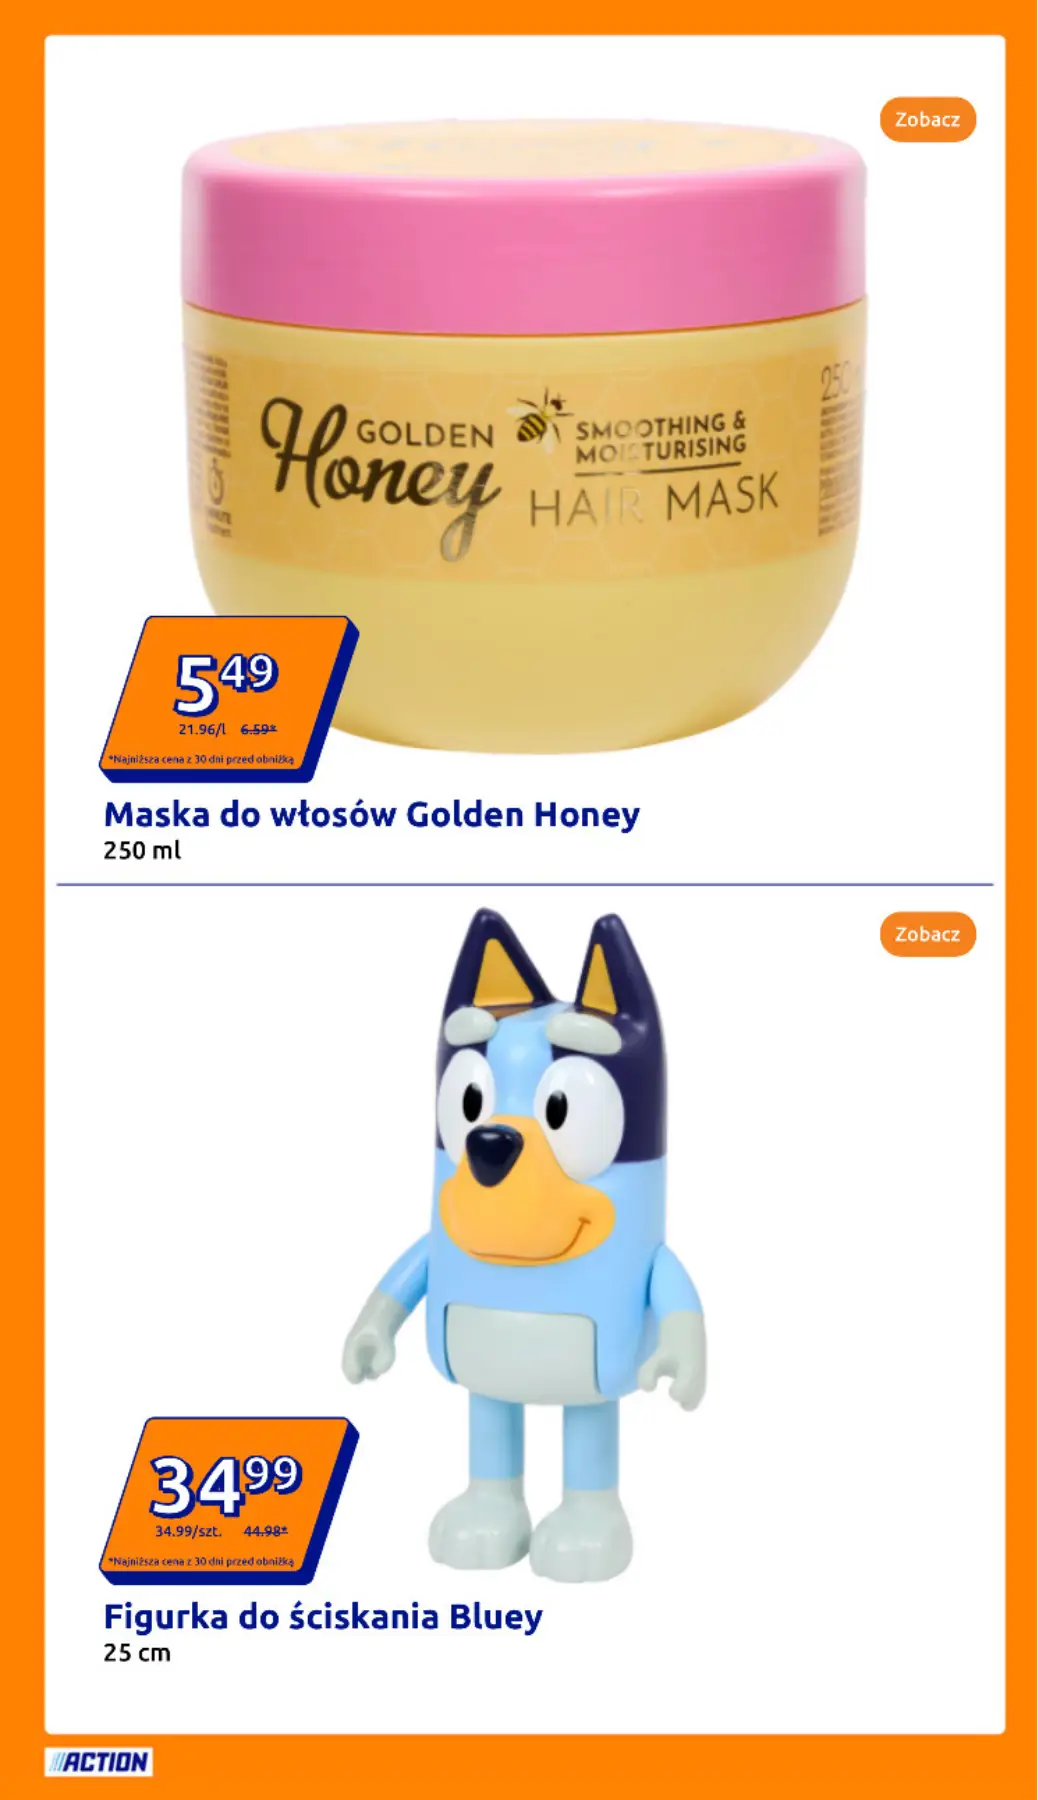 Zobacz
GOLDEN
Honey
SMOOTHING &
MOISTURISING
HAIR MASK
250
5 49
21.96/l 6.59*
*Najniższa cena z 30 dni przed obniżką
Maska do włosów Golden Honey
250 ml
Zobacz
34 99
34.99/szt. 44.98*
*Najniższa cena z 30 dni przed obniżką
Figurka do ściskania Bluey
25 cm
ACTION